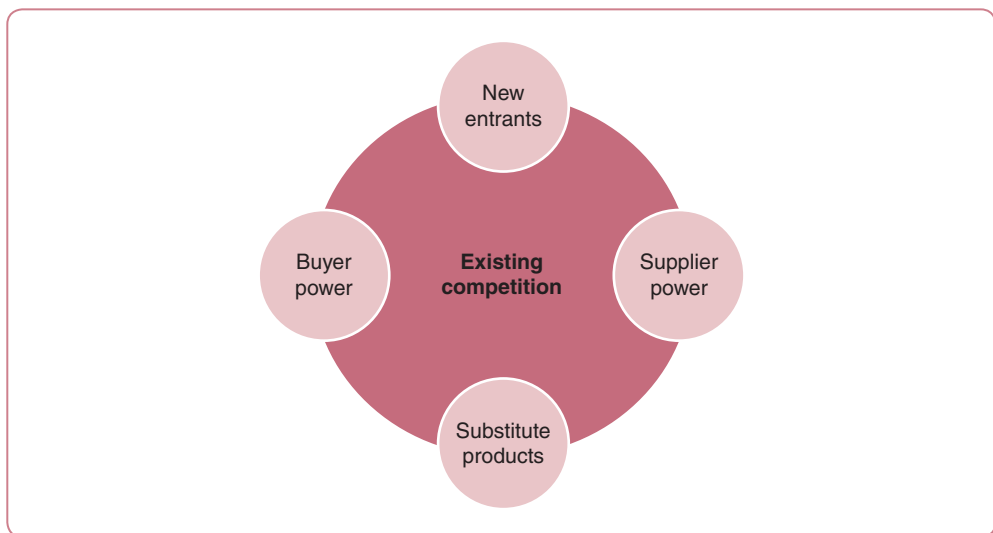 New
entrants
Buyer
power
Existing
competition
Supplier
power
Substitute
products